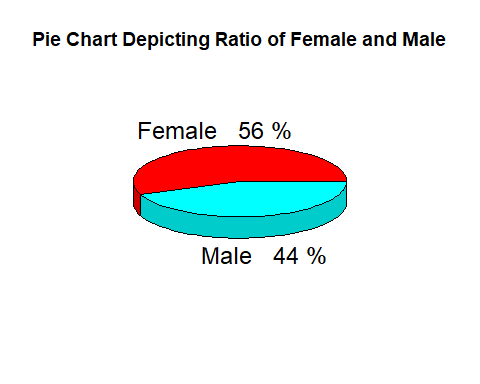 Pie Chart Depicting Ratio of Female and Male
Female 56 %
Male 44 %